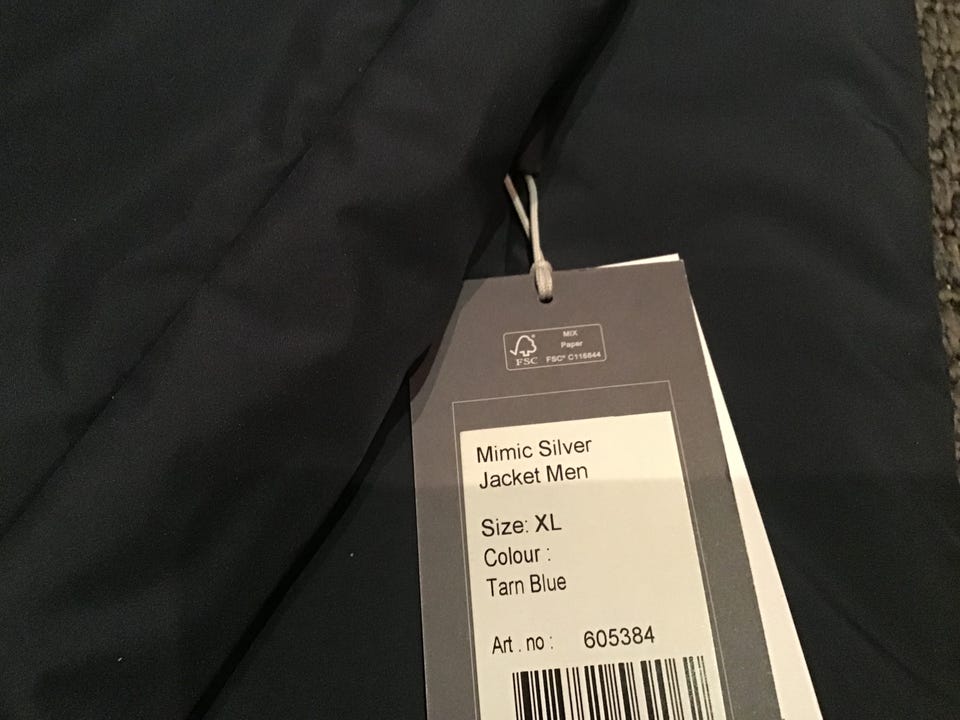 MIX
Paper
FSC
FSC® C116844
Mimic Silver
Jacket Men
Size: XL
Colour :
Tarn Blue
Art . no : 605384